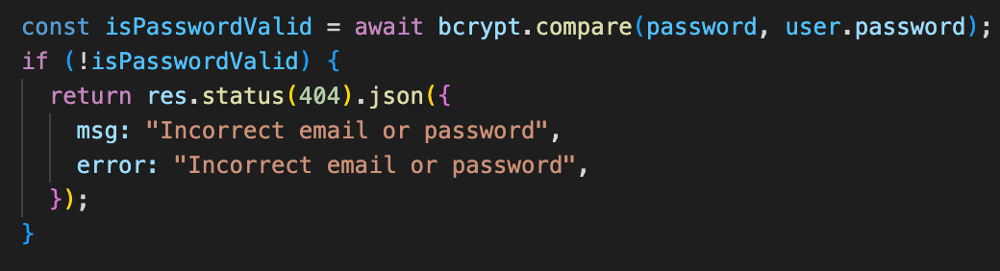 const isPasswordValid = await bcrypt.compare(password, user.password);
if (!isPasswordValid) {
return res.status(404).json({
msg: "Incorrect email or password",
error: "Incorrect email or password",
});
}